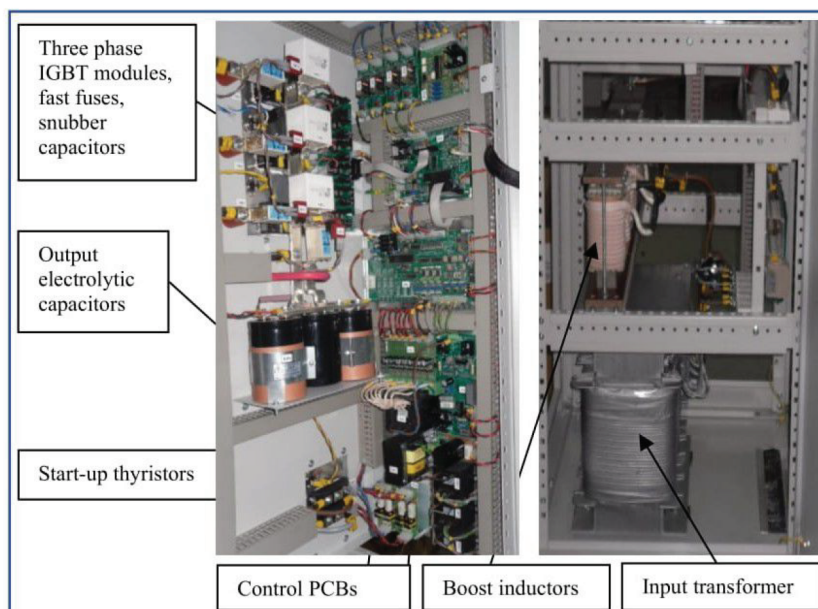 Three phase
IGBT modules,
fast fuses,
snubber
capacitors
Output
electrolytic
capacitors
Start-up thyristors
Control PCBs
Boost inductors
Input transformer